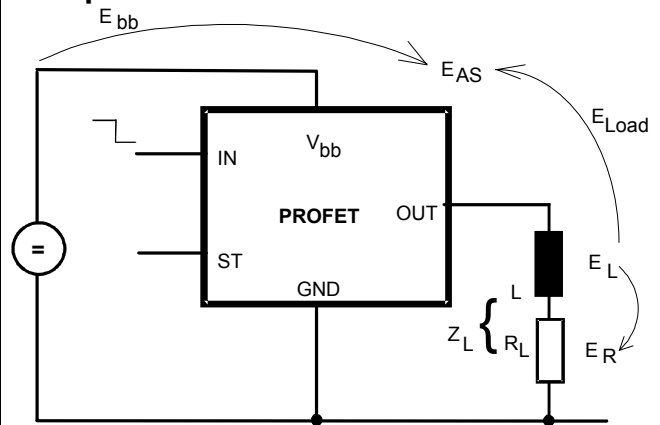 E bb
E AS
E Load
V bb
IN
PROFET
OUT
=
ST
E L
GND
L
Z L { R L
E R